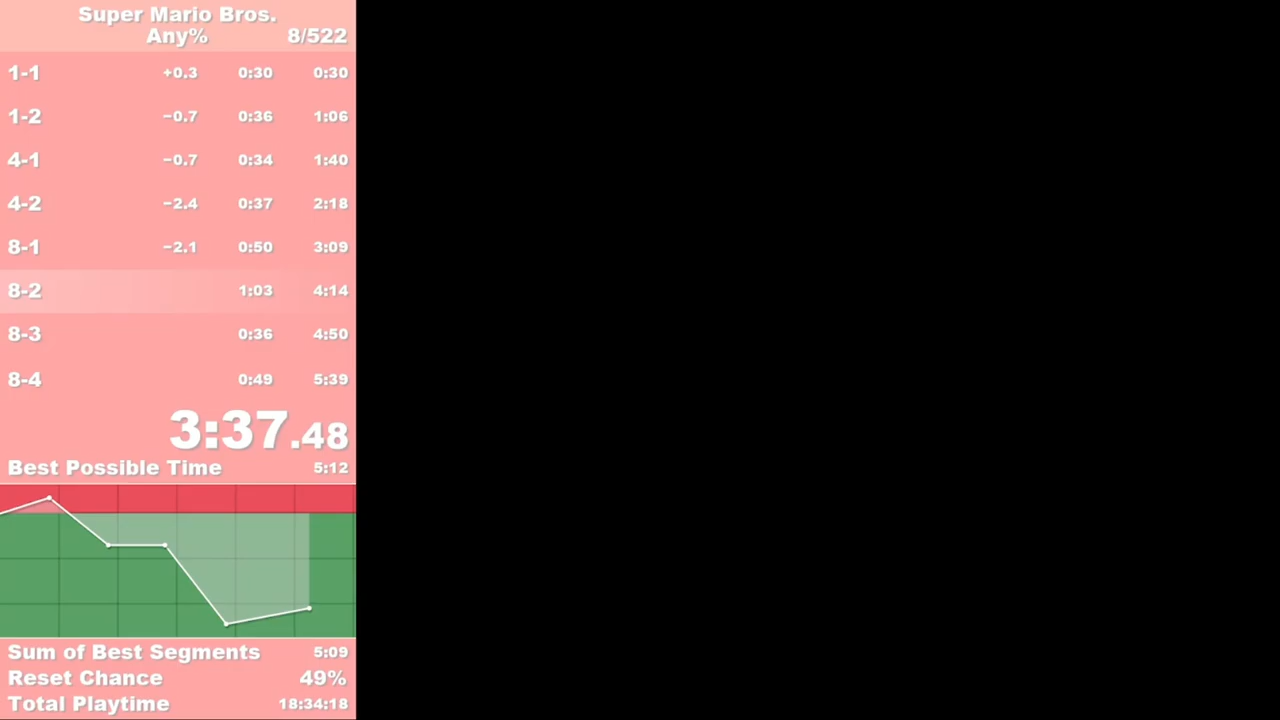 Super Mario Bros.
Any% 8/522
1-1 +0.3 0:30 0:30
1-2 −0.7 0:36 1:06
4-1 −0.7 0:34 1:40
4-2 −2.4 0:37 2:18
8-1 −2.1 0:50 3:09
8-2 1:03 4:14
8-3 0:36 4:50
8-4 0:49 5:39
3:37.48
Best Possible Time 5:12
Sum of Best Segments 5:09
Reset Chance 49%
Total Playtime 18:34:18